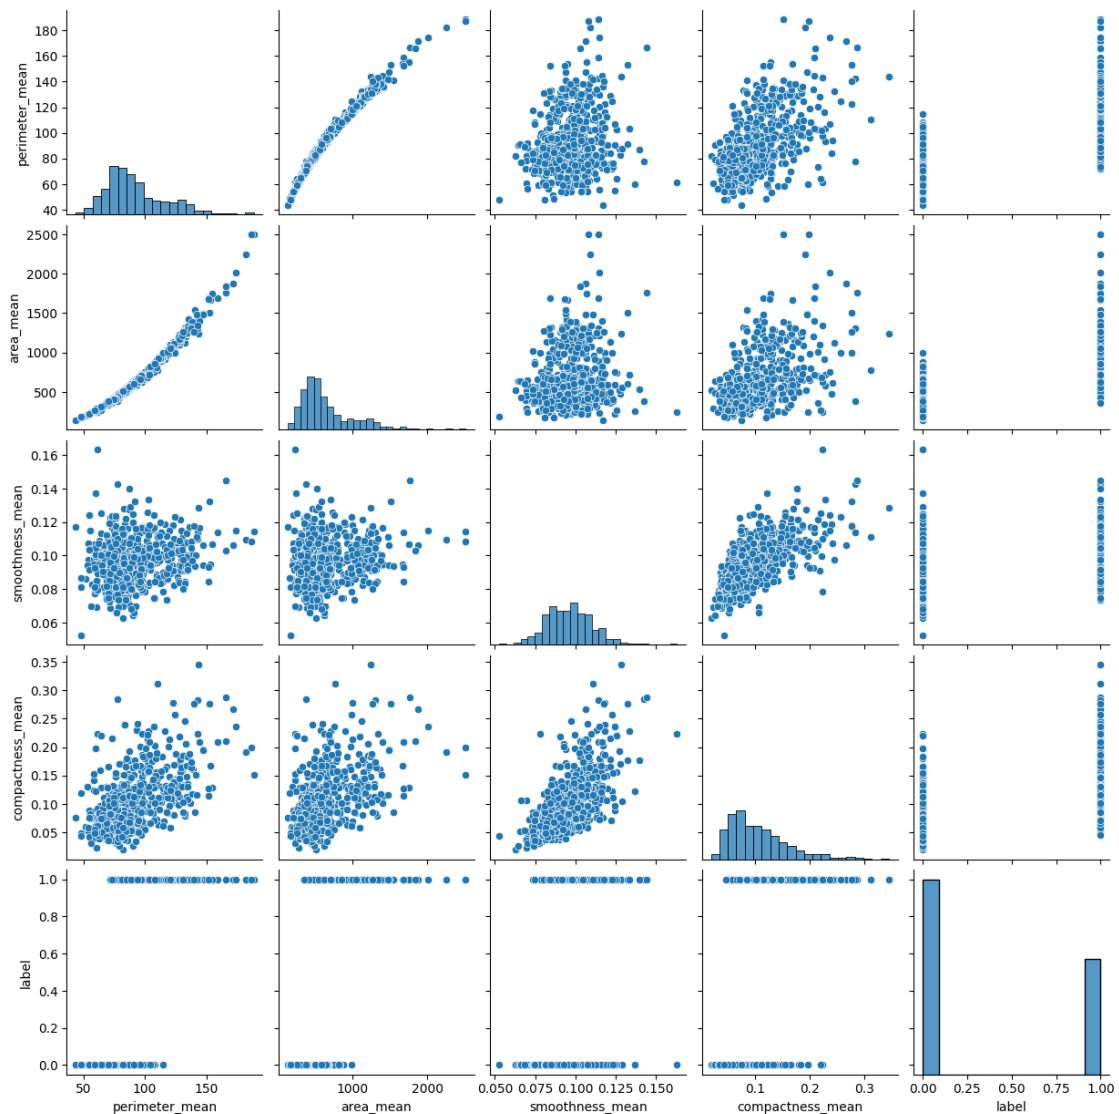 180
160
140
120
100
80
60
40
perimeter_mean
2500
2000
1500
1000
500
area_mean
0.16
0.14
0.12
0.10
0.08
0.06
smoothness_mean
0.35
0.30
0.25
0.20
0.15
0.10
0.05
compactness_mean
1.0
0.8
0.6
0.4
0.2
0.0
label
50 100 150
perimeter_mean
1000 2000
area_mean
0.050 0.075 0.100 0.125 0.150
smoothness_mean
0.1 0.2 0.3
compactness_mean
0.00 0.25 0.50 0.75 1.00
label